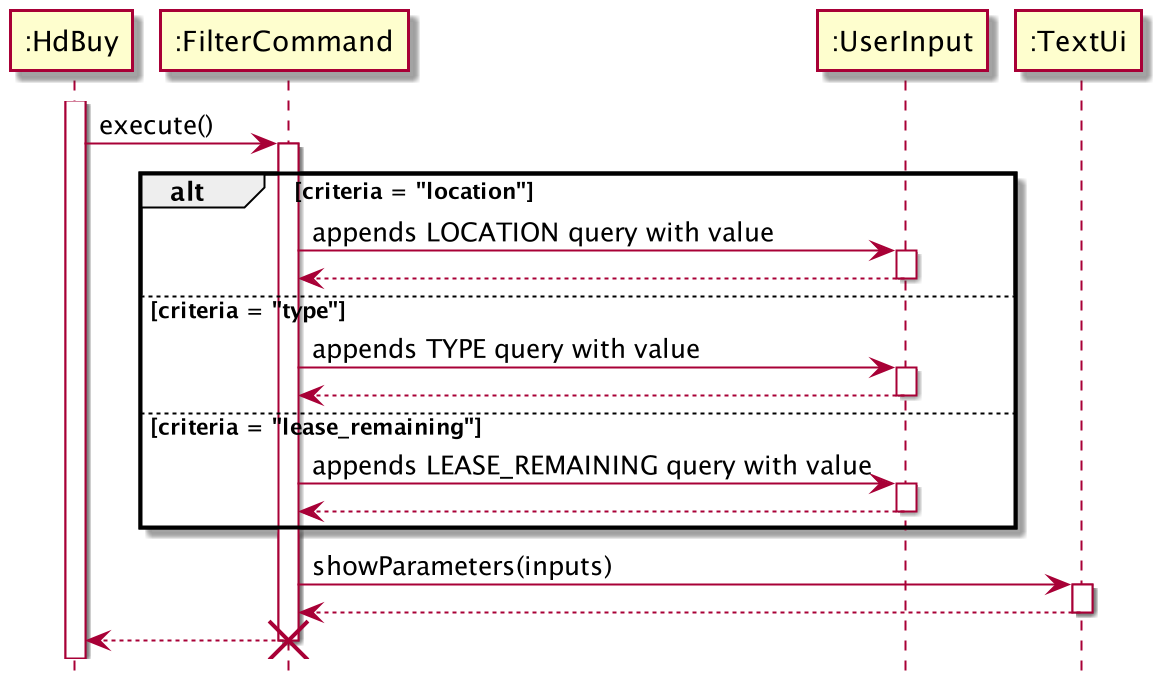 :HdBuy
:FilterCommand
:UserInput
:TextUi
execute()
alt
[criteria = "location"]
appends LOCATION query with value
[criteria = "type"]
appends TYPE query with value
[criteria = "lease_remaining"]
appends LEASE_REMAINING query with value
showParameters(inputs)